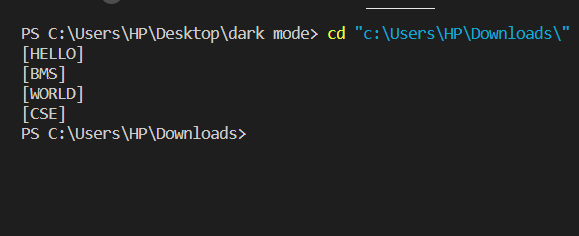 PS C:\Users\HP\Desktop\dark mode> cd "c:\Users\HP\Downloads\"
[HELLO]
[BMS]
[WORLD]
[CSE]
PS C:\Users\HP\Downloads>